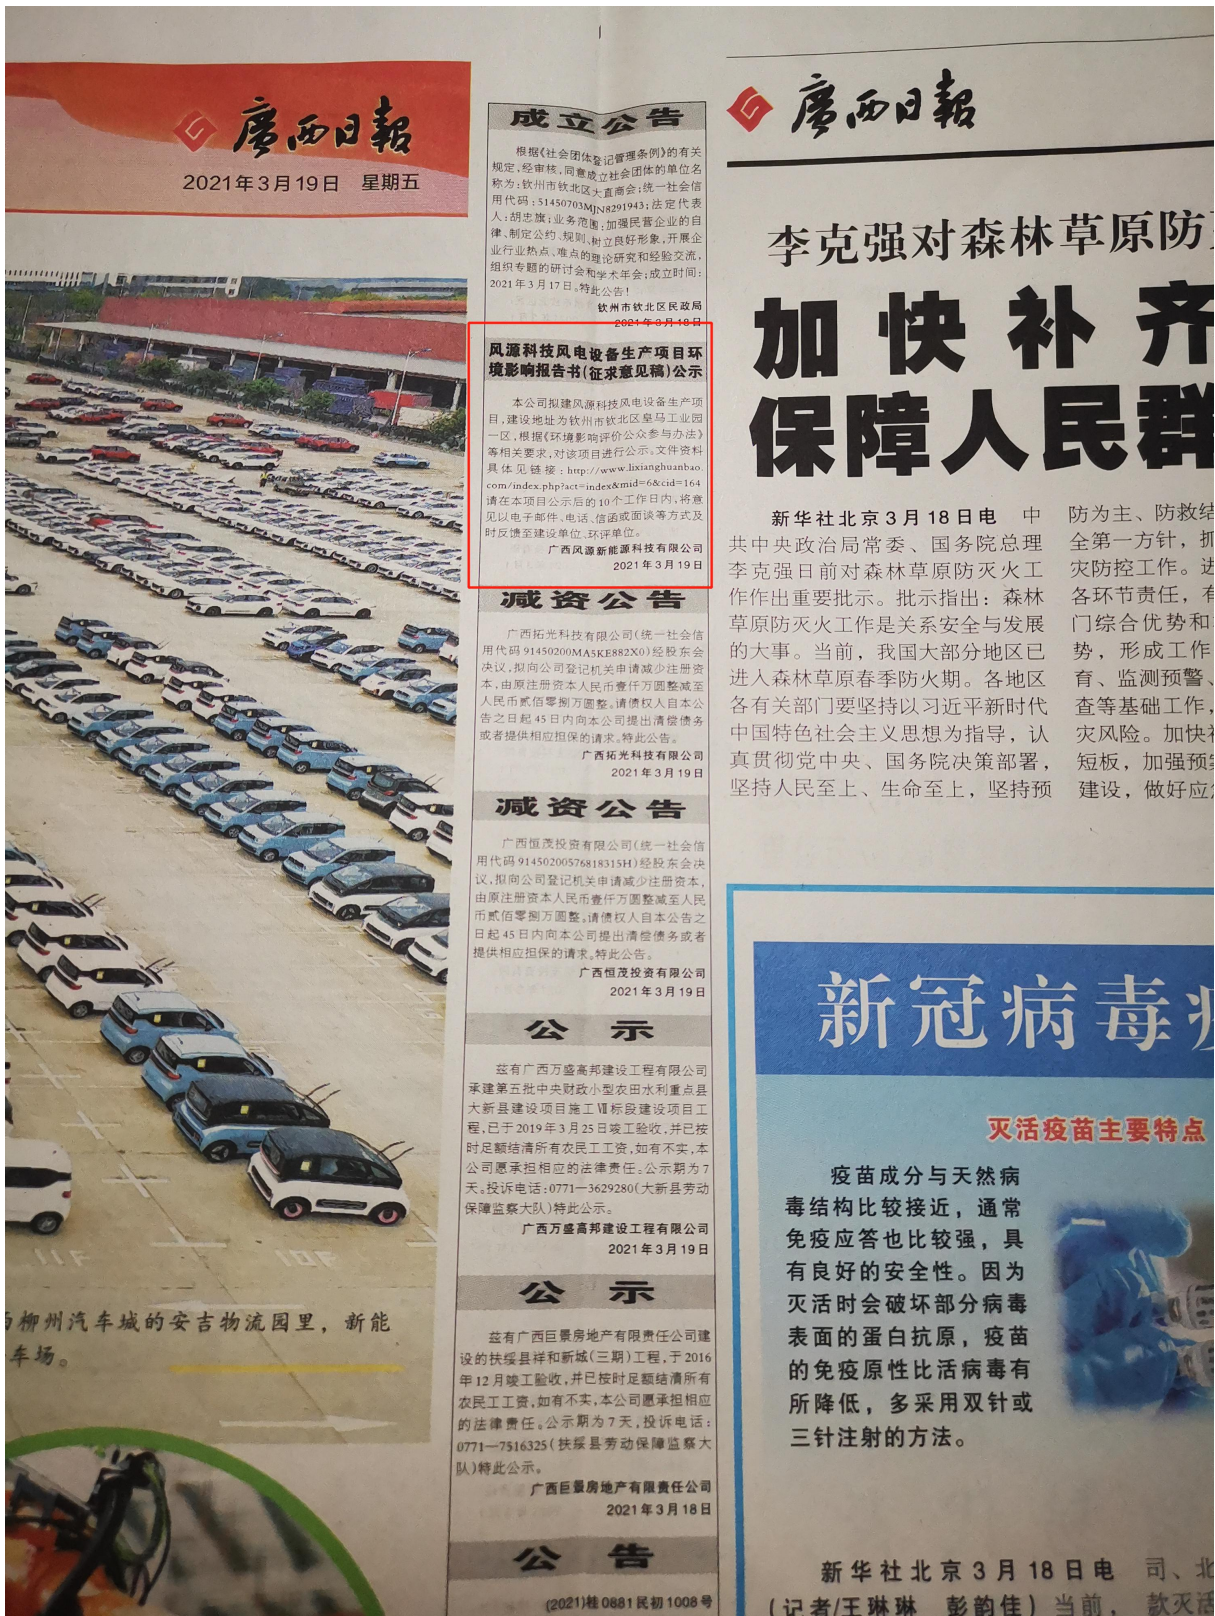 廣西日報
2021年3月19日 星期五
柳州汽车城的安吉物流园里，新能
车场。
11F
10F
成立公告
根据《社会团体登记管理条例》的有关
规定,经审核,同意成立社会团体的单位名
称为:钦州市钦北区大直商会;统一社会信
用代码:51450703MJN8291943;法定代表
人:胡忠旗;业务范围:加强民营企业的自
律、制定公约、规则、树立良好形象,开展企
业行业热点、难点的理论研究和经验交流,
组织专题的研讨会和学术年会;成立时间:
2021年3月17日。特此公告!
钦州市钦北区民政局
2021年3月18日
风源科技风电设备生产项目环
境影响报告书(征求意见稿)公示
本公司拟建风源科技风电设备生产项
目,建设地址为钦州市钦北区皇马工业园
一区,根据《环境影响评价公众参与办法》
等相关要求,对该项目进行公示。文件资料
具体见链接:http://www.lixianghuanbao.
com/index.php?act=index&mid=6&cid=164
请在本项目公示后的10个工作日内,将意
见以电子邮件、电话、信函或面谈等方式及
时反馈至建设单位、环评单位。
广西风源新能源科技有限公司
2021年3月19日
减资公告
广西拓光科技有限公司(统一社会信
用代码91450200MA5KE882X0)经股东会
决议,拟向公司登记机关申请减少注册资
本,由原注册资本人民币壹仟万圆整减至
人民币贰佰零捌万圆整。请债权人自本公
告之日起45日内向本公司提出清偿债务
或者提供相应担保的请求。特此公告。
广西拓光科技有限公司
2021年3月19日
减资公告
广西恒茂投资有限公司(统一社会信
用代码91450200576818315H)经股东会决
议,拟向公司登记机关申请减少注册资本,
由原注册资本人民币壹仟万圆整减至人民
币贰佰零捌万圆整。请债权人自本公告之
日起45日内向本公司提出清偿债务或者
提供相应担保的请求。特此公告。
广西恒茂投资有限公司
2021年3月19日
公示
兹有广西万盛高邦建设工程有限公司
承建第五批中央财政小型农田水利重点县
大新县建设项目施工Ⅶ标段建设项目工
程,已于2019年3月25日竣工验收,并已按
时足额结清所有农民工工资,如有不实,本
公司愿承担相应的法律责任。公示期为7
天。投诉电话:0771—3629280(大新县劳动
保障监察大队)特此公示。
广西万盛高邦建设工程有限公司
2021年3月19日
公示
兹有广西巨景房地产有限责任公司建
设的扶绥县祥和新城(三期)工程,于2016
年12月竣工验收,并已按时足额结清所有
农民工工资,如有不实,本公司愿承担相应
的法律责任。公示期为7天,投诉电话:
0771—7516325(扶绥县劳动保障监察大
队)特此公示。
广西巨景房地产有限责任公司
2021年3月18日
公告
(2021)桂0881民初1008号
廣西日報
李克强对森林草原防
加快补齐
保障人民群
新华社北京3月18日电 中
共中央政治局常委、国务院总理
李克强日前对森林草原防灭火工
作作出重要批示。批示指出：森林
草原防灭火工作是关系安全与发展
的大事。当前，我国大部分地区已
进入森林草原春季防火期。各地区
各有关部门要坚持以习近平新时代
中国特色社会主义思想为指导，认
真贯彻党中央、国务院决策部署，
坚持人民至上、生命至上，坚持预
防为主、防救结
全第一方针，抓
灾防控工作。进
各环节责任，有
门综合优势和
势，形成工作
育、监测预警、
查等基础工作，
灾风险。加快补
短板，加强预
建设，做好应
新冠病毒
灭活疫苗主要特点
疫苗成分与天然病
毒结构比较接近，通常
免疫应答也比较强，具
有良好的安全性。因为
灭活时会破坏部分病毒
表面的蛋白抗原，疫苗
的免疫原性比活病毒有
所降低，多采用双针或
三针注射的方法。
新华社北京3月18日电
(记者/王琳琳 彭韵佳)当前，
司、北
款灭活